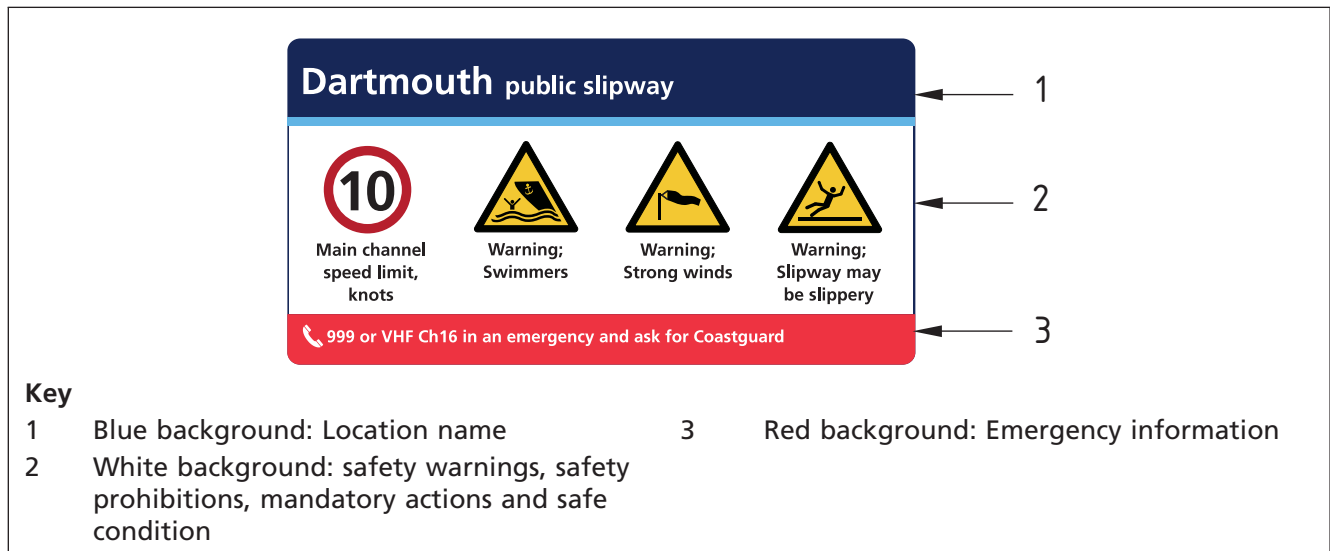 Dartmouth public slipway
1
10
Main channel
speed limit,
knots
Warning;
Swimmers
Warning;
Strong winds
Warning;
Slipway may
be slippery
2
999 or VHF Ch16 in an emergency and ask for Coastguard
3
Key
1 Blue background: Location name
2 White background: safety warnings, safety
prohibitions, mandatory actions and safe
condition
3 Red background: Emergency information